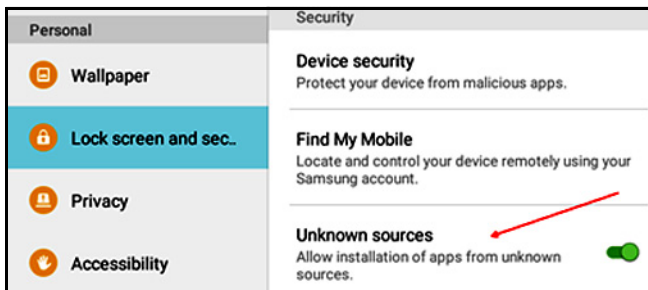 Personal
Wallpaper
Lock screen and sec..
Privacy
Accessibility
Security
Device security
Protect your device from malicious apps.
Find My Mobile
Locate and control your device remotely using your
Samsung account.
Unknown sources
Allow installation of apps from unknown
sources.